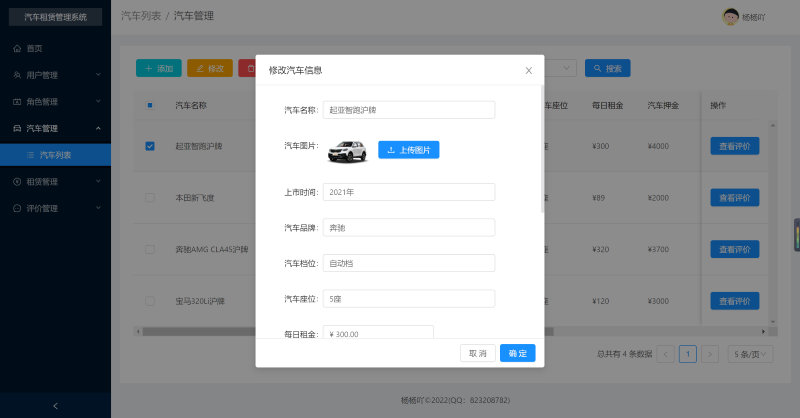 汽车租赁管理系统
汽车列表 / 汽车管理
杨杨吖
首页
用户管理
角色管理
汽车管理
汽车列表
租赁管理
评价管理
添加
修改
搜索
汽车名称
车座位
每日租金
汽车押金
操作
起亚智跑沪牌
座
¥300
¥4000
查看评价
本田新飞度
座
¥89
¥2000
查看评价
奔驰AMG CLA45沪牌
座
¥320
¥3700
查看评价
宝马320Li沪牌
座
¥120
¥3000
查看评价
修改汽车信息
汽车名称: 起亚智跑沪牌
汽车图片: 上传图片
上市时间: 2021年
汽车品牌: 奔驰
汽车档位: 自动档
汽车座位: 5座
每日租金: ¥ 300.00
取 消
确 定
总共有 4 条数据
1
5 条/页
杨杨吖©2022(QQ: 823208782)